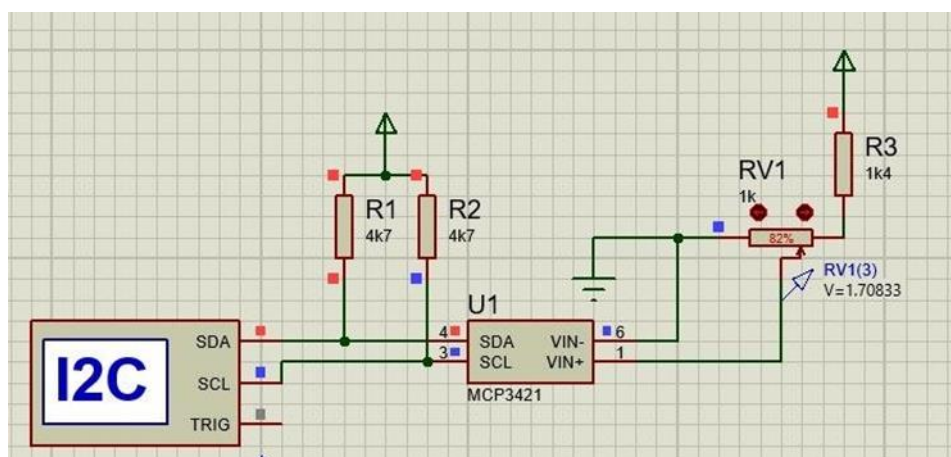 R3
1k4
RV1
1k
82%
RV1(3)
V=1.70833
R1
4k7
R2
4k7
U1
I2C
SDA
SCL
TRIG
4
3
SDA
SCL
VIN-
VIN+
6
1
MCP3421